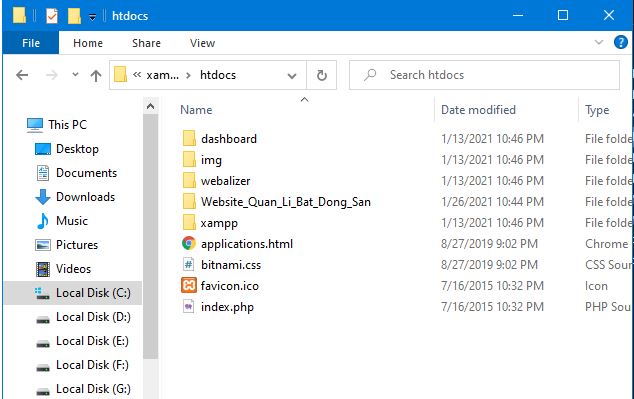 htdocs
File Home Share View
xam... htdocs Search htdocs
Name Date modified Type
This PC
Desktop
Documents
Downloads
Music
Pictures
Videos
Local Disk (C:)
Local Disk (D:)
Local Disk (E:)
Local Disk (F:)
Local Disk (G:)
dashboard 1/13/2021 10:46 PM File folde
img 1/13/2021 10:46 PM File folde
webalizer 1/13/2021 10:46 PM File folde
Website_Quan_Li_Bat_Dong_San 1/26/2021 10:44 PM File folde
xampp 1/13/2021 10:46 PM File folde
applications.html 8/27/2019 9:02 PM Chrome
bitnami.css 8/27/2019 9:02 PM CSS Sour
favicon.ico 7/16/2015 10:32 PM Icon
index.php 7/16/2015 10:32 PM PHP Sou